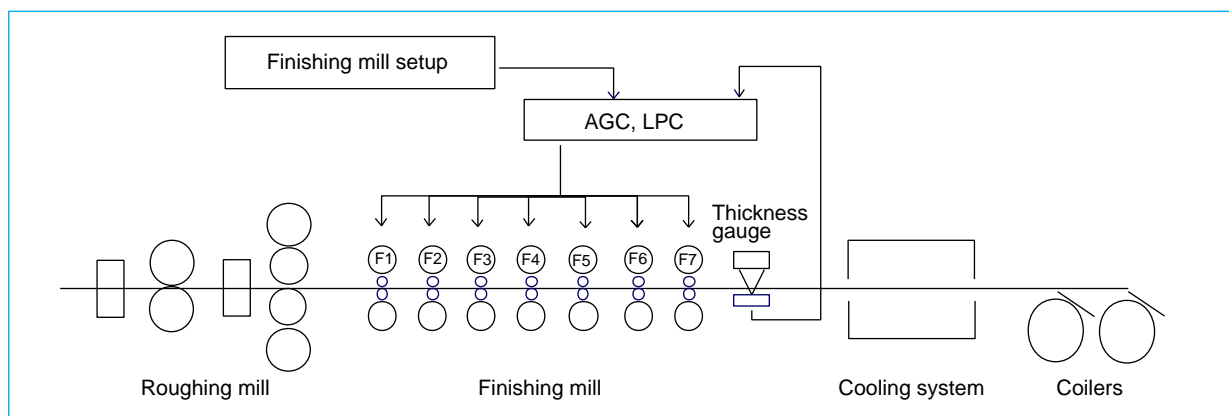 Finishing mill setup
AGC, LPC
Thickness
gauge
F1 F2 F3 F4 F5 F6 F7
Roughing mill
Finishing mill
Cooling system
Coilers